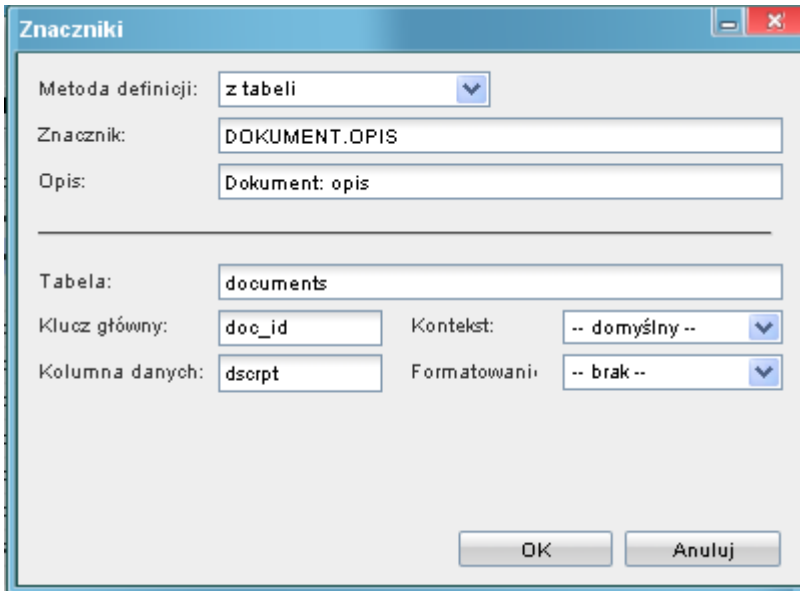 Znaczniki
Metoda definicji: z tabeli
Znacznik: DOKUMENT.OPIS
Opis: Dokument: opis
Tabela: documents
Klucz główny: doc_id Kontekst: -- domyślny --
Kolumna danych: dscrpt Formatowani -- brak --
OK Anuluj